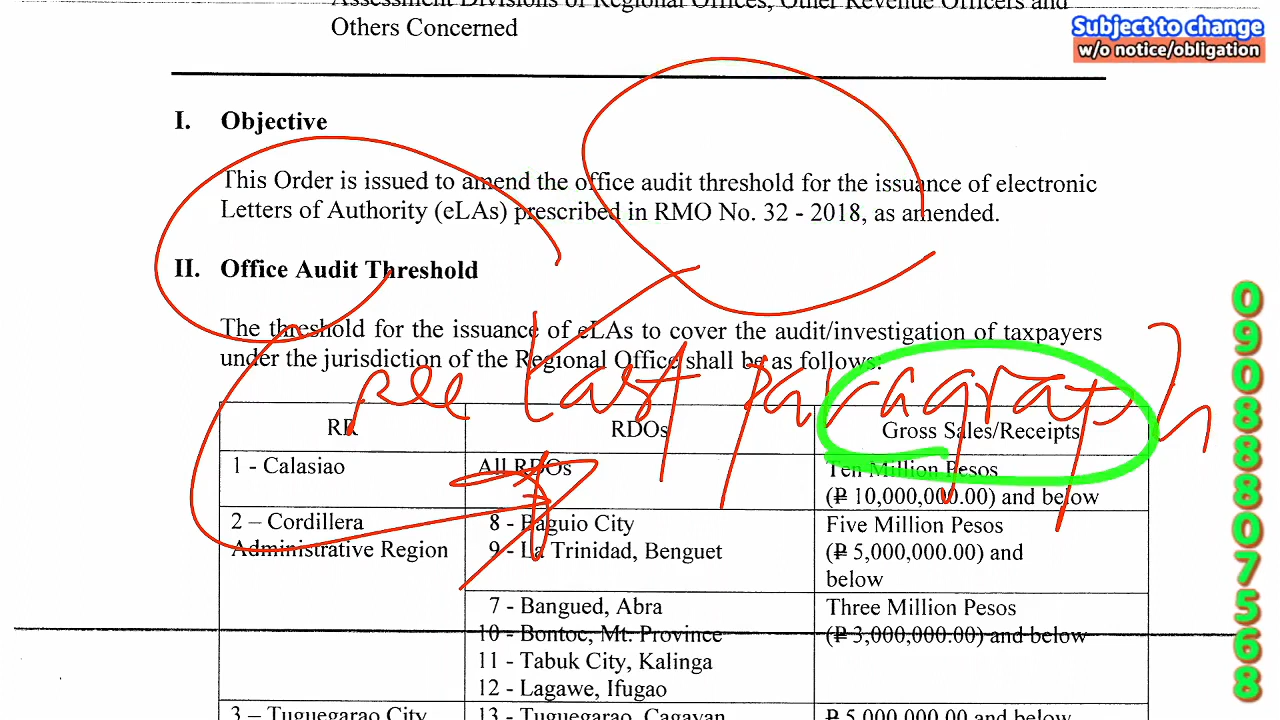 Assessment Divisions of Regional Offices, Other Revenue Officers and
Others Concerned
Subject to change
w/o notice/obligation
I. Objective
This Order is issued to amend the office audit threshold for the issuance of electronic
Letters of Authority (eLAs) prescribed in RMO No. 32 - 2018, as amended.
II. Office Audit Threshold
The threshold for the issuance of eLAs to cover the audit/investigation of taxpayers
under the jurisdiction of the Regional Office shall be as follows:
see last paragraph
RR RDOs Gross Sales/Receipts
1 - Calasiao All RDOs Ten Million Pesos
(₱ 10,000,000.00) and below
2 – Cordillera 8 - Baguio City Five Million Pesos
Administrative Region 9 - La Trinidad, Benguet (₱ 5,000,000.00) and
below
7 - Bangued, Abra Three Million Pesos
10 - Bontoc, Mt. Province (₱ 3,000,000.00) and below
11 - Tabuk City, Kalinga
12 - Lagawe, Ifugao
3 – Tuguegarao City 13 - Tuguegarao, Cagayan ₱ 5,000,000.00 and below
09088807568